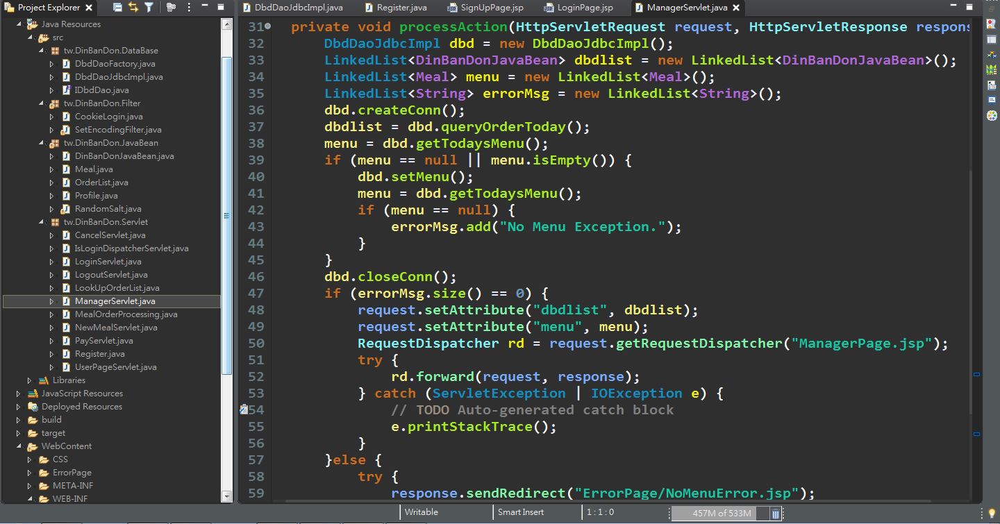 Project Explorer
Java Resources
src
tw.DinBanDon.DataBase
DbdDaoFactory.java
DbdDaoJdbcImpl.java
IDbdDao.java
tw.DinBanDon.Filter
CookieLogin.java
SetEncodingFilter.java
tw.DinBanDon.JavaBean
DinBanDonJavaBean.java
Meal.java
OrderList.java
Profile.java
RandomSalt.java
tw.DinBanDon.Servlet
CancelServlet.java
IsLoginDispatcherServlet.java
LoginServlet.java
LogoutServlet.java
LookUpOrderList.java
ManagerServlet.java
MealOrderProcessing.java
NewMealServlet.java
PayServlet.java
Register.java
UserPageServlet.java
Libraries
JavaScript Resources
Deployed Resources
build
target
WebContent
CSS
ErrorPage
META-INF
WEB-INF
DbdDaoJdbcImpl.java Register.java SignUpPage.jsp LoginPage.jsp ManagerServlet.java
31 private void processAction(HttpServletRequest request, HttpServletResponse respons
32 DbdDaoJdbcImpl dbd = new DbdDaoJdbcImpl();
33 LinkedList<DinBanDonJavaBean> dbdlist = new LinkedList<DinBanDonJavaBean>();
34 LinkedList<Meal> menu = new LinkedList<Meal>();
35 LinkedList<String> errorMsg = new LinkedList<String>();
36 dbd.createConn();
37 dbdlist = dbd.queryOrderToday();
38 menu = dbd.getTodaysMenu();
39 if (menu == null || menu.isEmpty()) {
40 dbd.setMenu();
41 menu = dbd.getTodaysMenu();
42 if (menu == null) {
43 errorMsg.add("No Menu Exception.");
44 }
45 }
46 dbd.closeConn();
47 if (errorMsg.size() == 0) {
48 request.setAttribute("dbdlist", dbdlist);
49 request.setAttribute("menu", menu);
50 RequestDispatcher rd = request.getRequestDispatcher("ManagerPage.jsp");
51 try {
52 rd.forward(request, response);
53 } catch (ServletException | IOException e) {
54 // TODO Auto-generated catch block
55 e.printStackTrace();
56 }
57 }else {
58 try {
59 response.sendRedirect("ErrorPage/NoMenuError.jsp");
Writable Smart Insert 1 : 1 : 0 457M of 533M